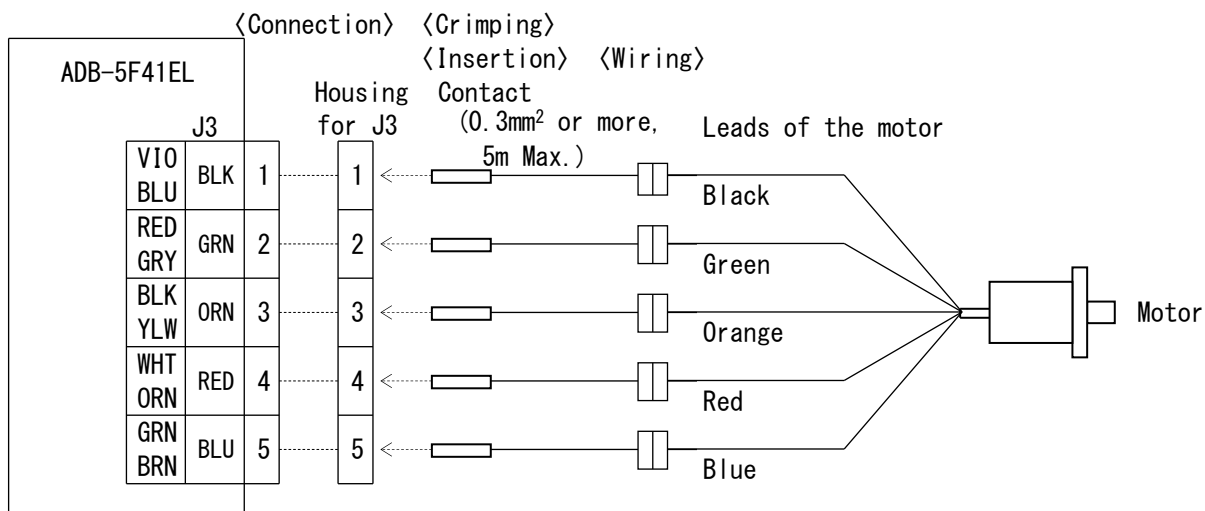 〈Connection〉 〈Crimping〉
〈Insertion〉 〈Wiring〉
ADB-5F41EL
Housing Contact
J3 for J3 (0.3mm² or more, Leads of the motor
5m Max.)
VIO
BLU BLK 1 1 Black
RED
GRY GRN 2 2 Green
BLK
YLW ORN 3 3 Orange
Motor
WHT
ORN RED 4 4 Red
GRN
BRN BLU 5 5 Blue